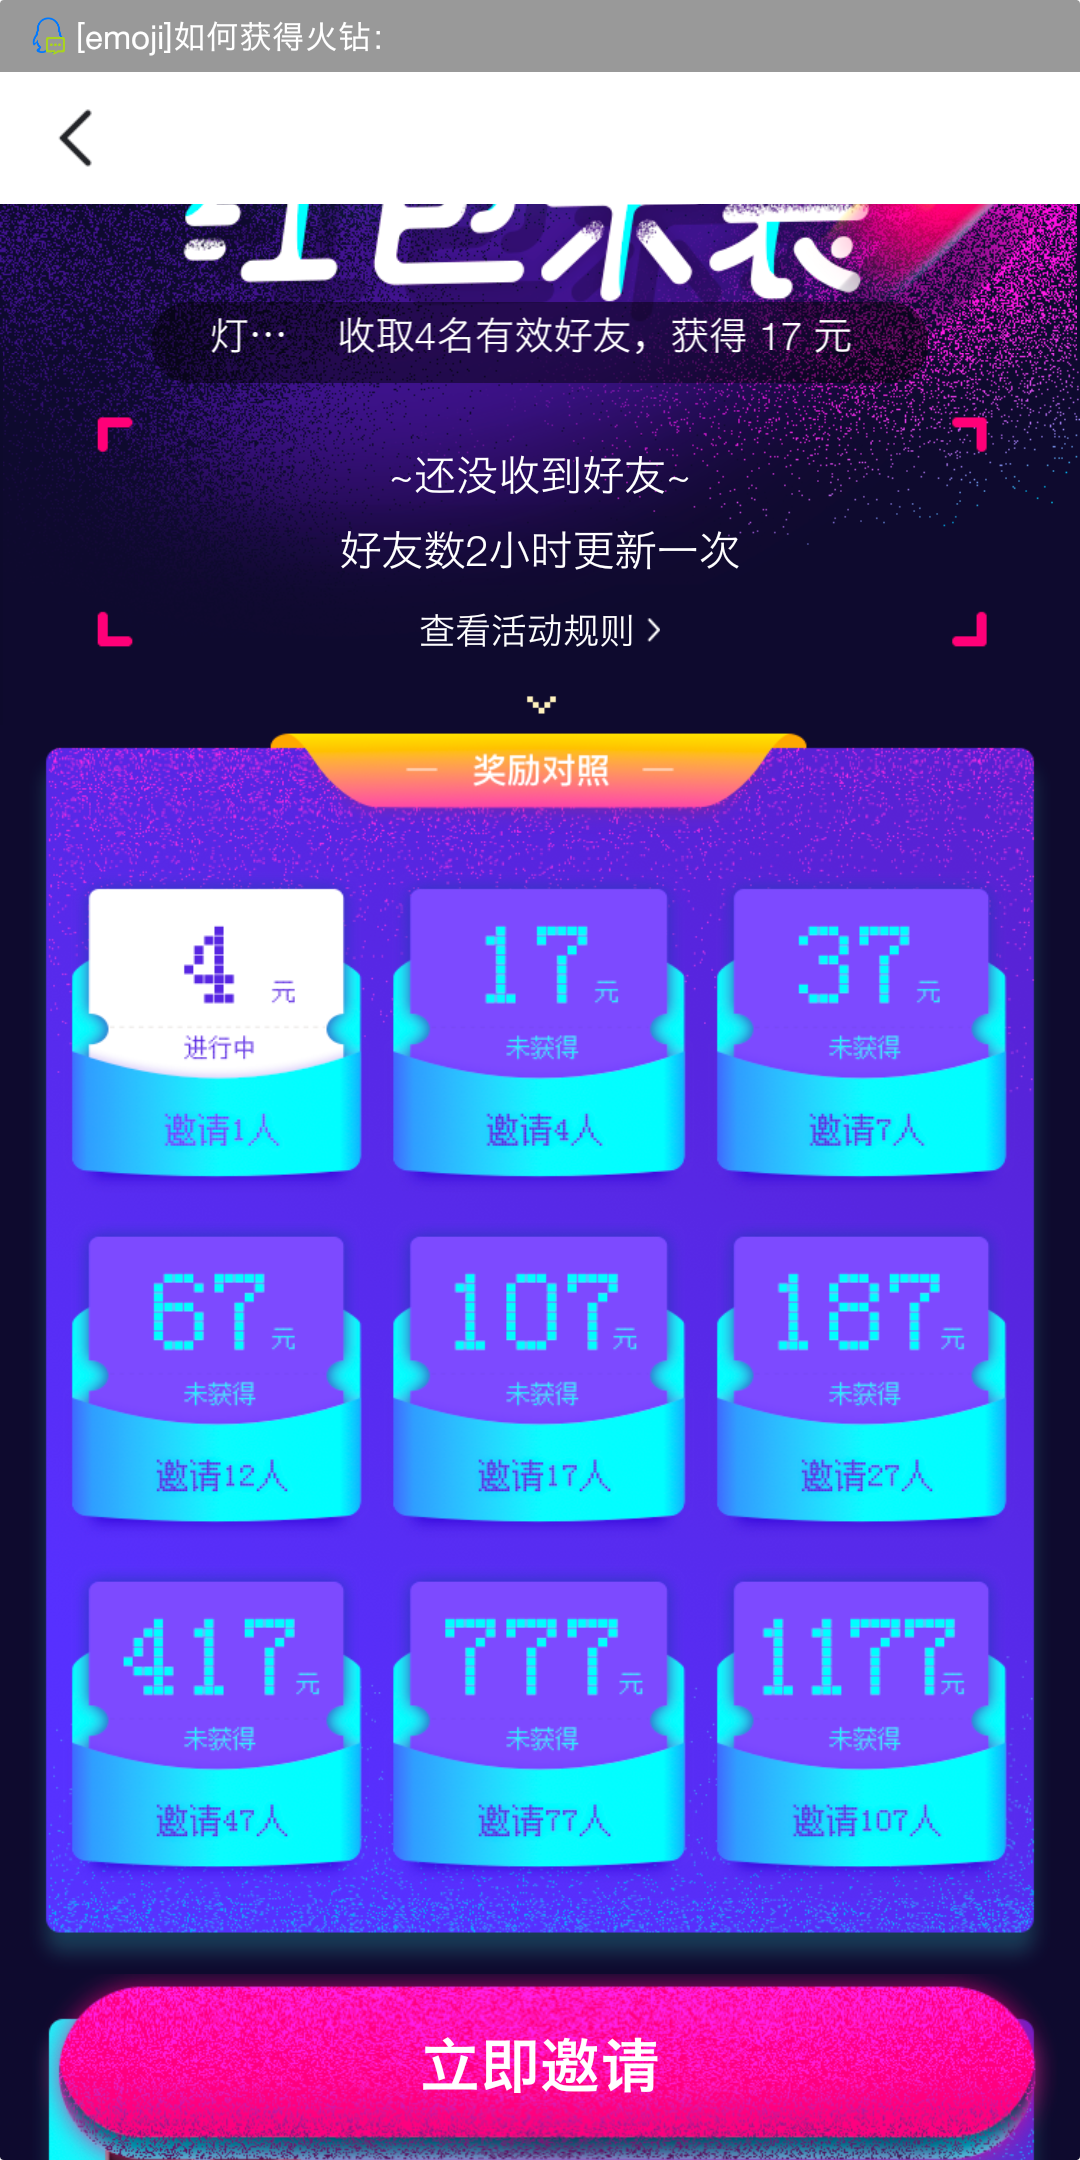 [emoji]如何获得火钻：
灯… 收取4名有效好友，获得 17 元
~还没收到好友~
好友数2小时更新一次
查看活动规则 >
奖励对照
4 元 17 元 37 元
进行中 未获得 未获得
邀请1人 邀请4人 邀请7人
67 元 107 元 187 元
未获得 未获得 未获得
邀请12人 邀请17人 邀请27人
417 元 777 元 1177 元
未获得 未获得 未获得
邀请47人 邀请77人 邀请107人
立即邀请